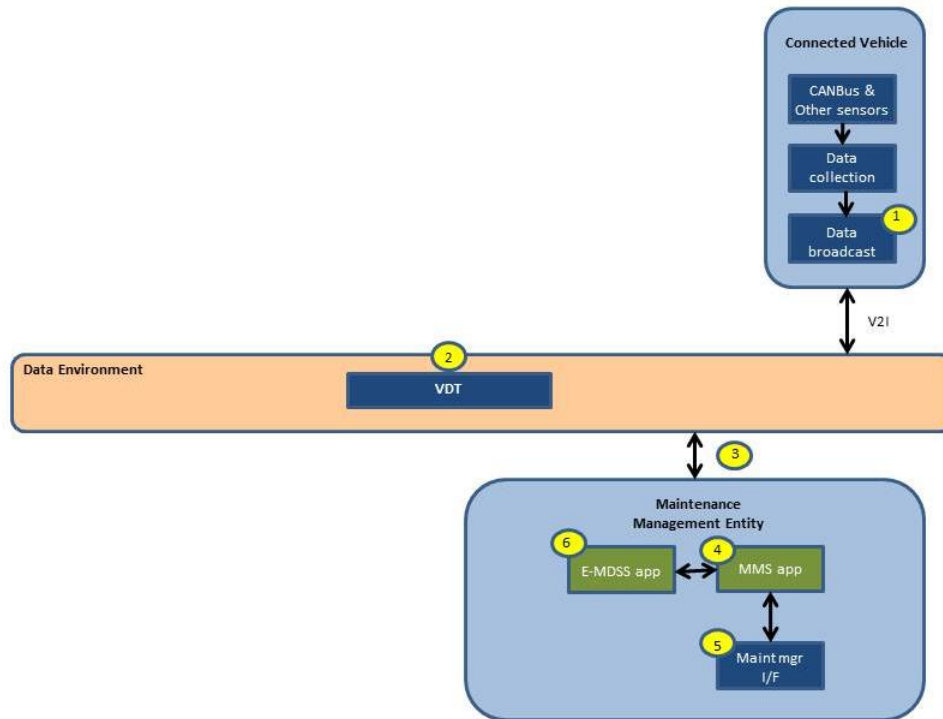 Connected Vehicle
CANBus &
Other sensors
Data
collection
1
Data
broadcast
V2I
2
Data Environment
VDT
3
Maintenance
Management Entity
6
4
E-MDSS app
MMS app
5
Maint mgr
I/F